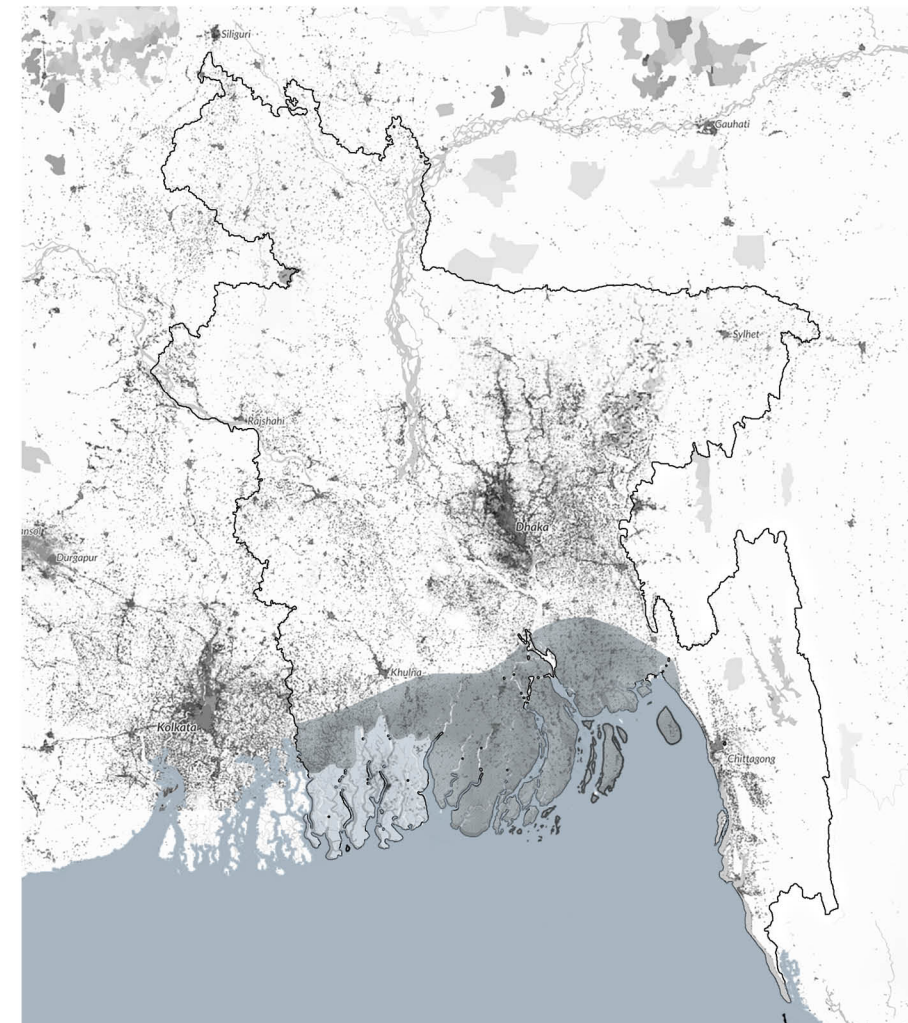 Siliguri
Gauhati
Sylhet
Rajshahi
Dhaka
Durgapur
Khulna
Kolkata
Chittagong